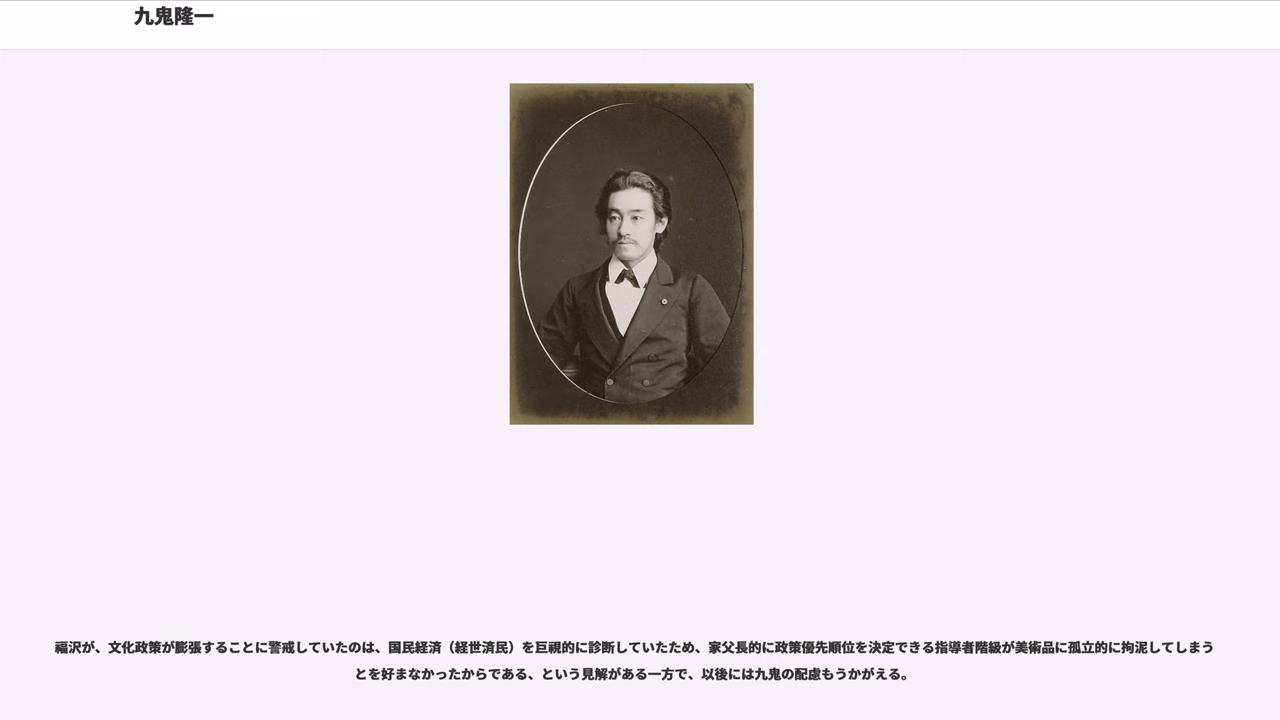 九鬼隆一
福沢が、文化政策が膨張することに警戒していたのは、国民経済（経世済民）を巨視的に診断していたため、家父長的に政策優先順位を決定できる指導者階級が美術品に孤立的に拘泥してしまう
とを好まなかったからである、という見解がある一方で、以後には九鬼の配慮もうかがえる。